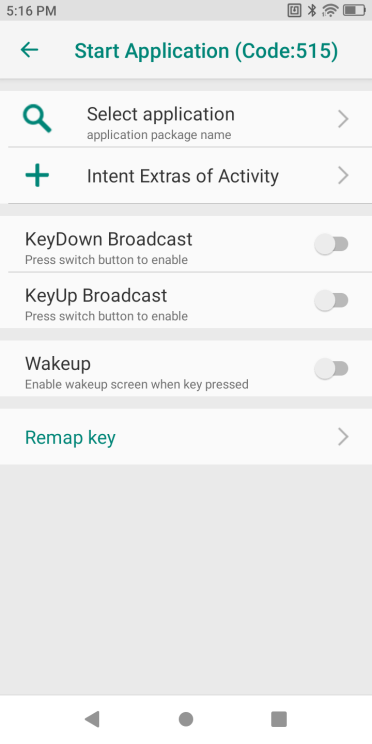 5:16 PM
Start Application (Code:515)
Select application
application package name
Intent Extras of Activity
KeyDown Broadcast
Press switch button to enable
KeyUp Broadcast
Press switch button to enable
Wakeup
Enable wakeup screen when key pressed
Remap key